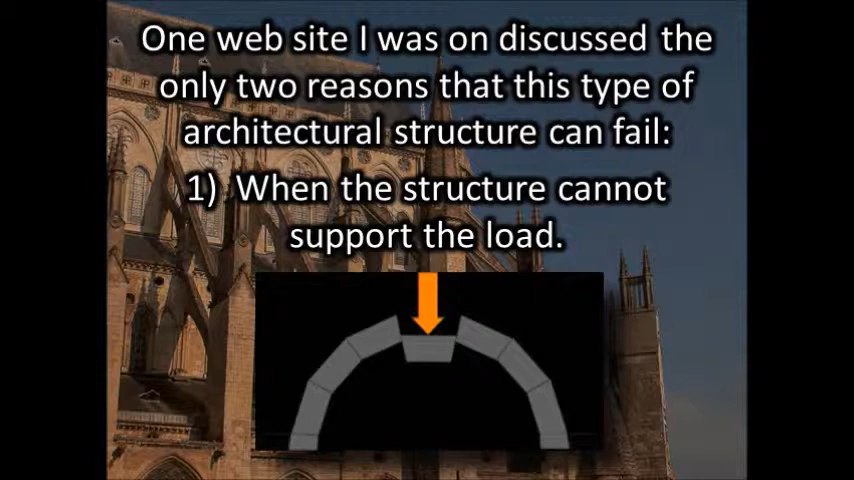 One web site I was on discussed the
only two reasons that this type of
architectural structure can fail:
1) When the structure cannot
support the load.